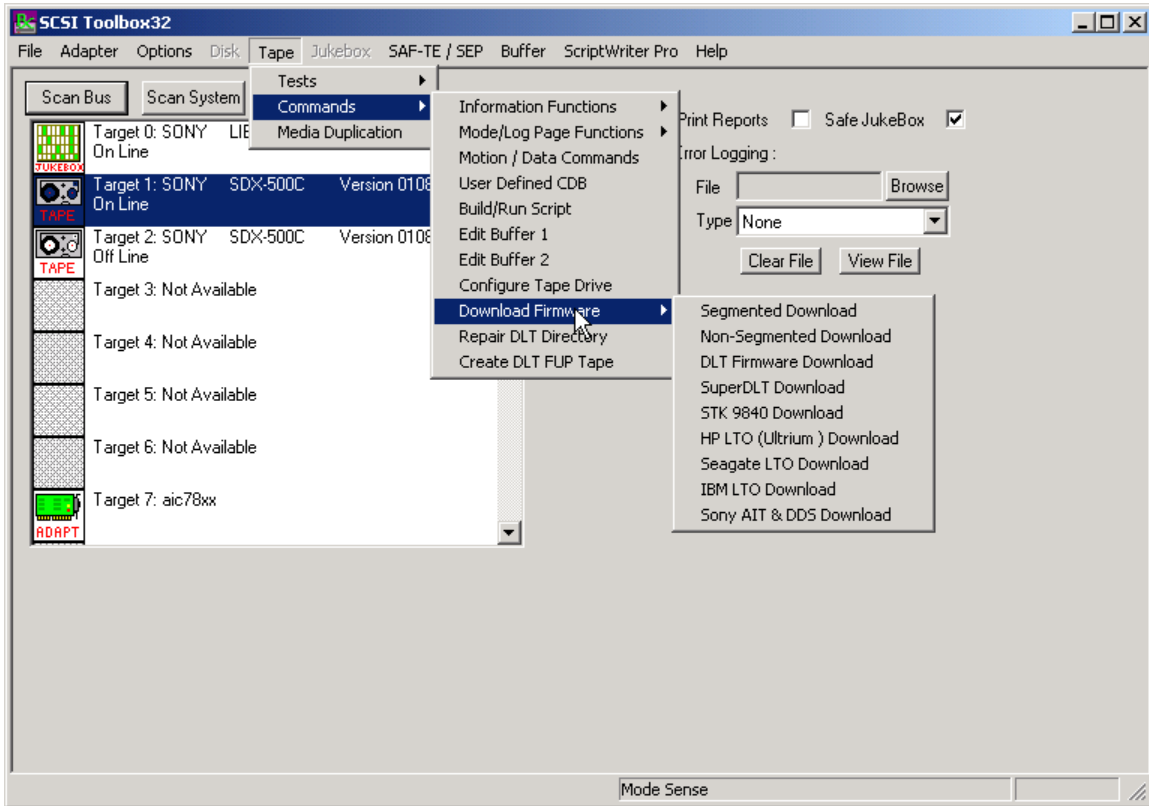 SCSI Toolbox32
File Adapter Options Disk Tape Jukebox SAF-TE / SEP Buffer ScriptWriter Pro Help
Scan Bus Scan System
Tests
Commands
Media Duplication
Information Functions
Mode/Log Page Functions
Motion / Data Commands
User Defined CDB
Build/Run Script
Edit Buffer 1
Edit Buffer 2
Configure Tape Drive
Download Firmware
Repair DLT Directory
Create DLT FUP Tape
Segmented Download
Non-Segmented Download
DLT Firmware Download
SuperDLT Download
STK 9840 Download
HP LTO (Ultrium ) Download
Seagate LTO Download
IBM LTO Download
Sony AIT & DDS Download
Print Reports Safe JukeBox
Error Logging :
File Browse
Type None
Clear File View File
JUKEBOX
Target 0: SONY LIE
On Line
TAPE
Target 1: SONY SDX-500C Version 0108
On Line
TAPE
Target 2: SONY SDX-500C Version 0108
Off Line
Target 3: Not Available
Target 4: Not Available
Target 5: Not Available
Target 6: Not Available
ADAPT
Target 7: aic78xx
Mode Sense